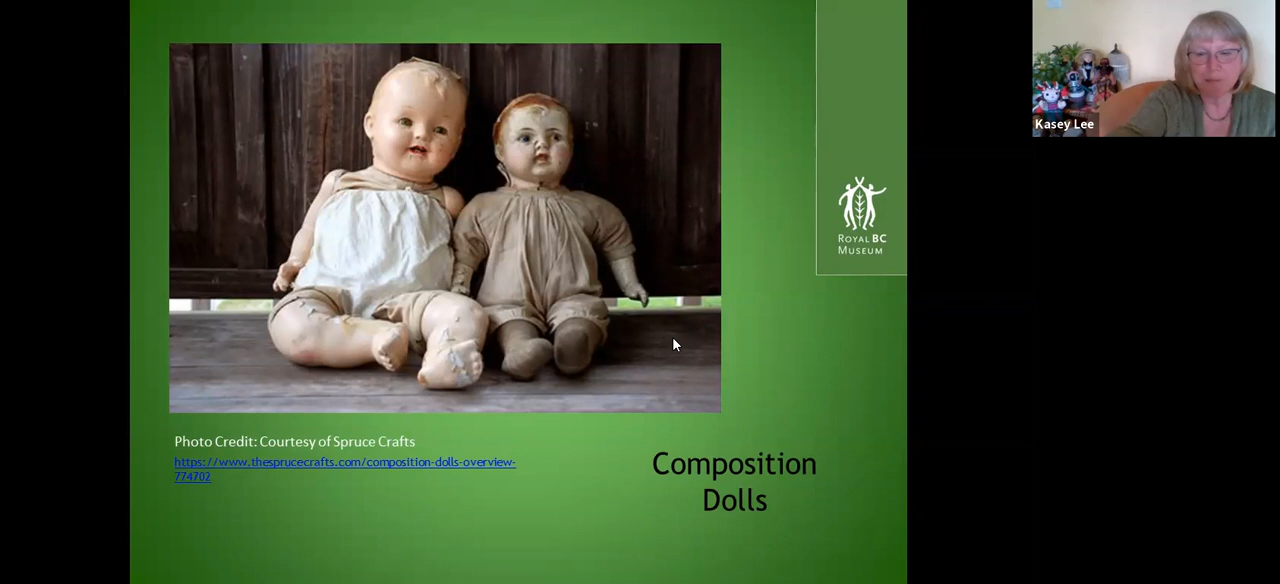 Kasey Lee
ROYAL BC
MUSEUM
Photo Credit: Courtesy of Spruce Crafts
https://www.thesprucecrafts.com/composition-dolls-overview-
774702
Composition
Dolls